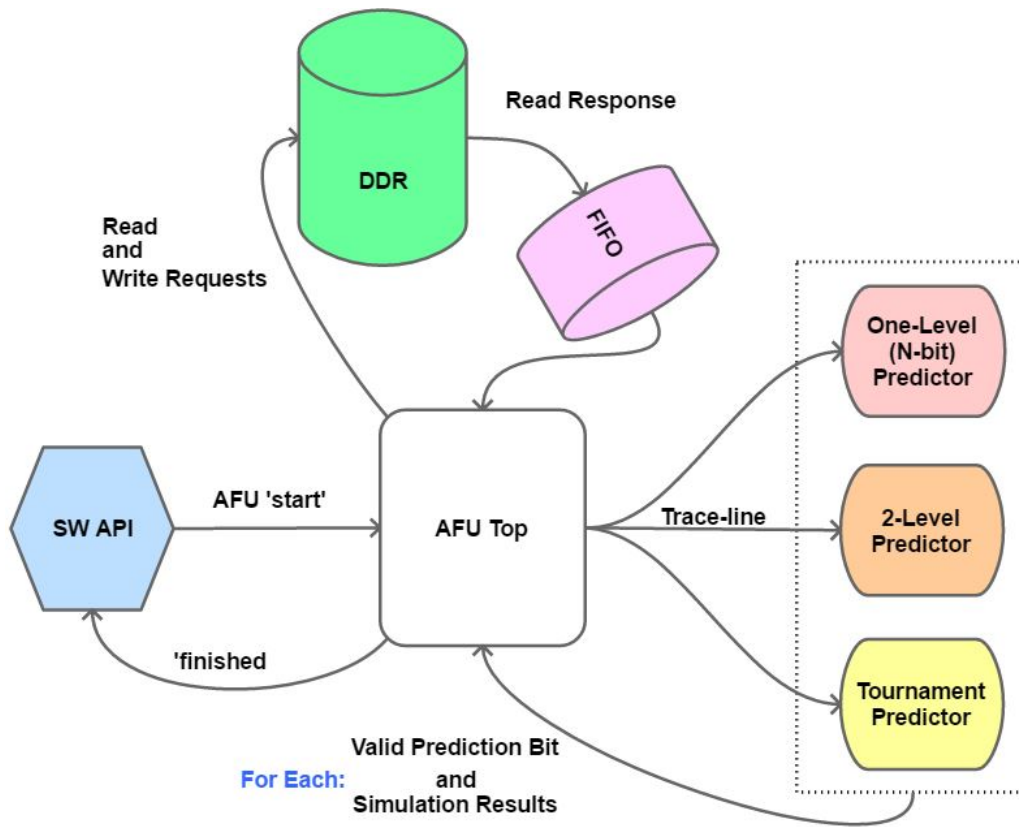 Read Response
DDR
FIFO
Read
and
Write Requests
One-Level
(N-bit)
Predictor
SW API
AFU 'start'
AFU Top
Trace-line
2-Level
Predictor
'finished
Tournament
Predictor
Valid Prediction Bit
For Each: and
Simulation Results